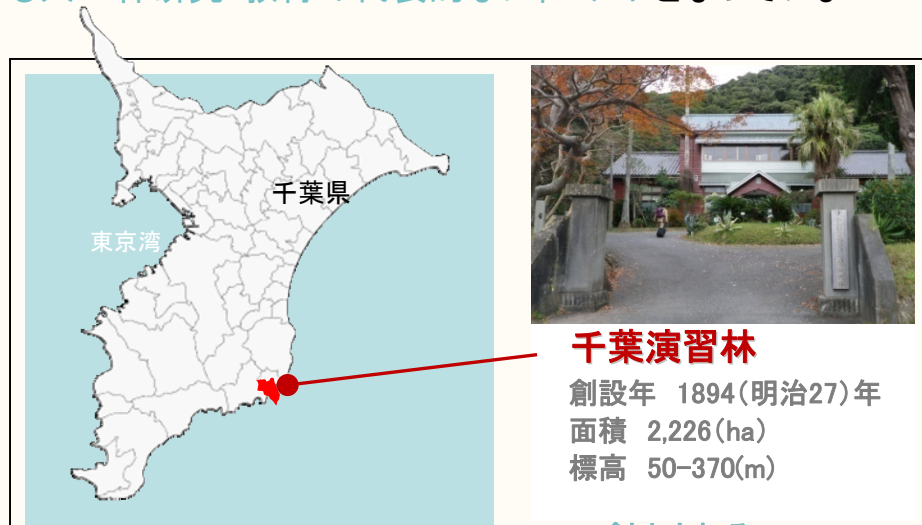 千葉県
東京湾
千葉演習林
創設年 1894(明治27)年
面積 2,226(ha)
標高 50-370(m)